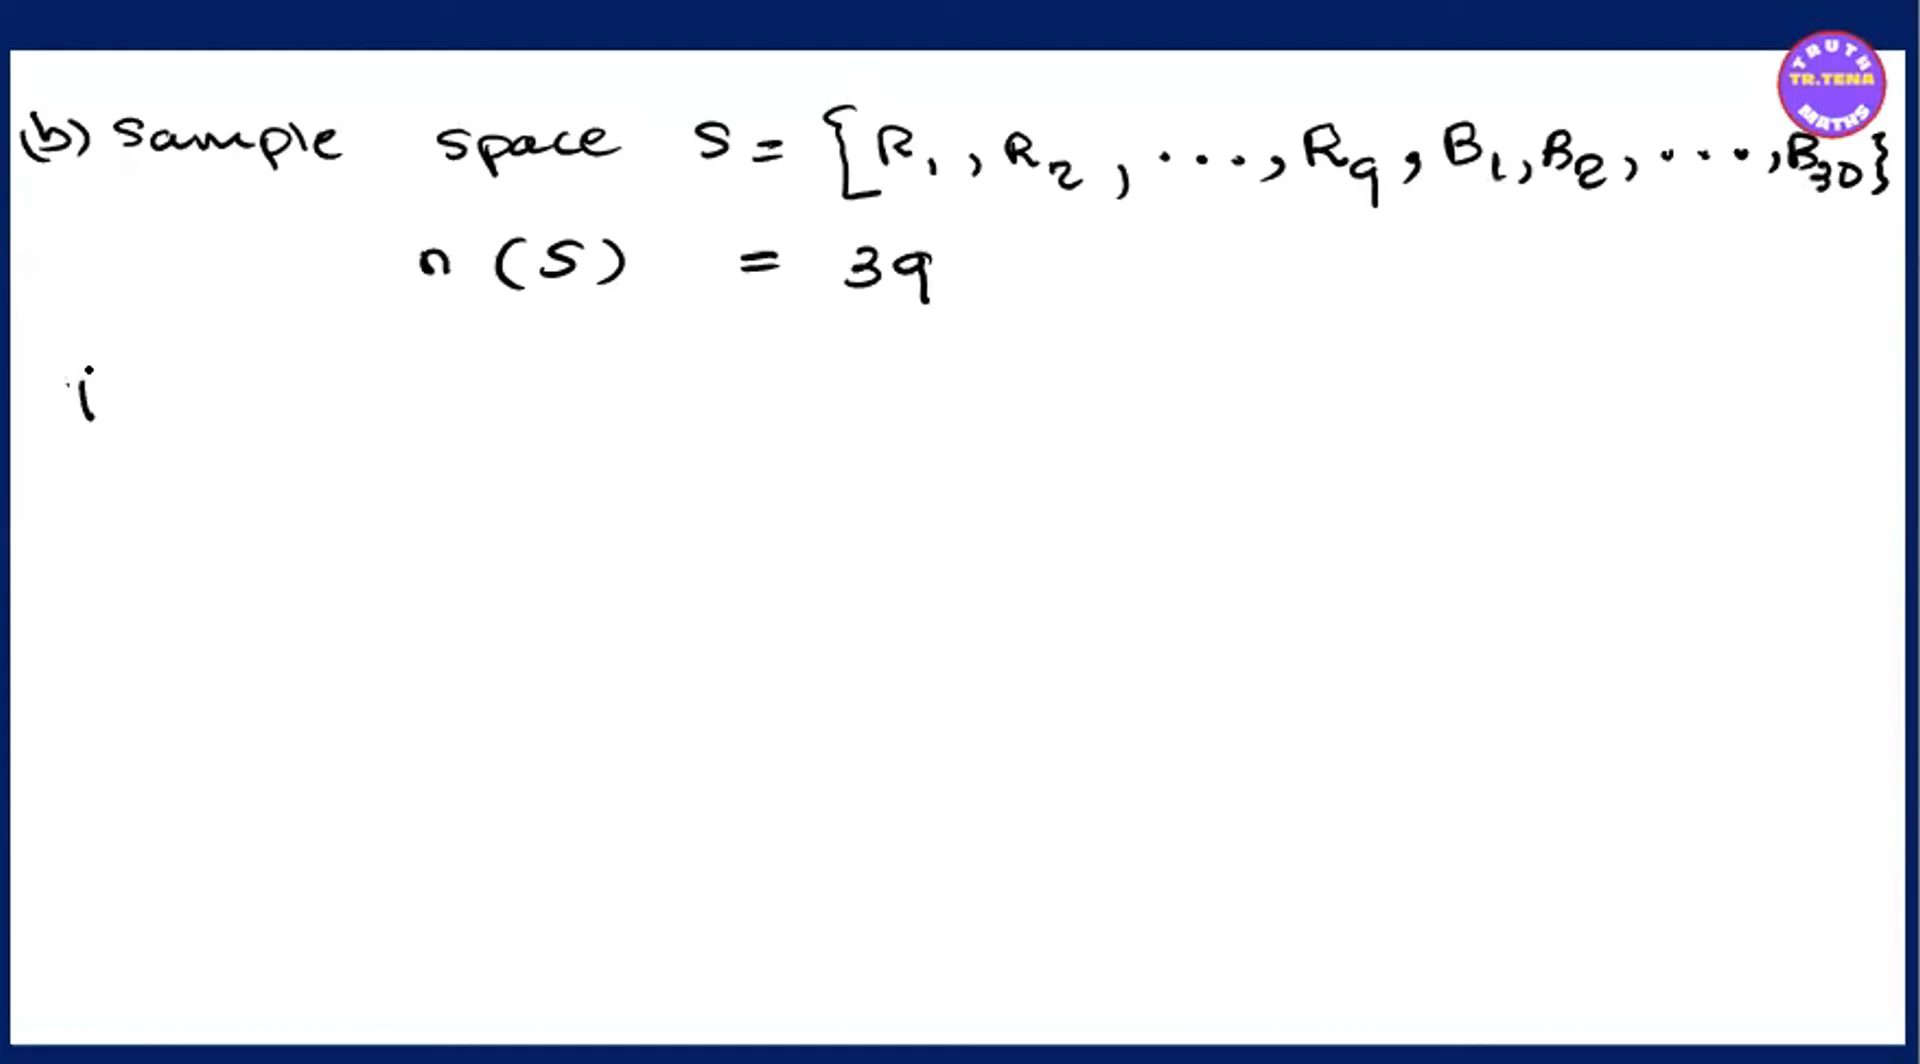 TRUTH
TR.TENA
MATHS
(b) Sample space S = {R₁, R₂, ...., R₉, B₁, B₂, ...., B₃₀}
n (S) = 39
i